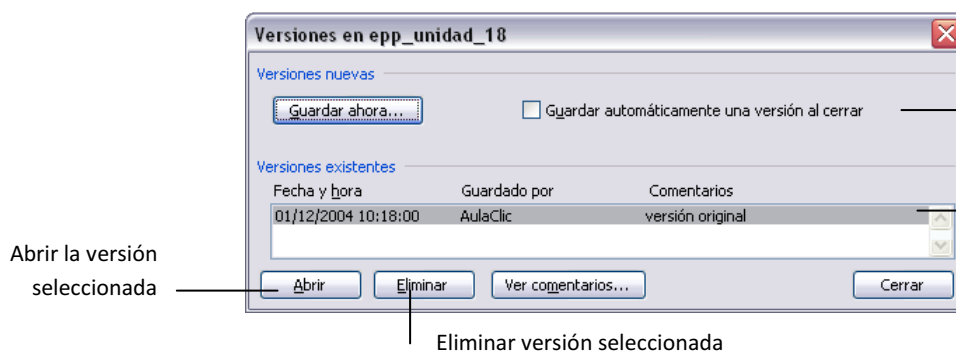 Versiones en epp_unidad_18
Versiones nuevas
Guardar ahora...
Guardar automáticamente una versión al cerrar
Versiones existentes
Fecha y hora Guardado por Comentarios
01/12/2004 10:18:00 AulaClic versión original
Abrir la versión
seleccionada
Abrir Eliminar Ver comentarios... Cerrar
Eliminar versión seleccionada